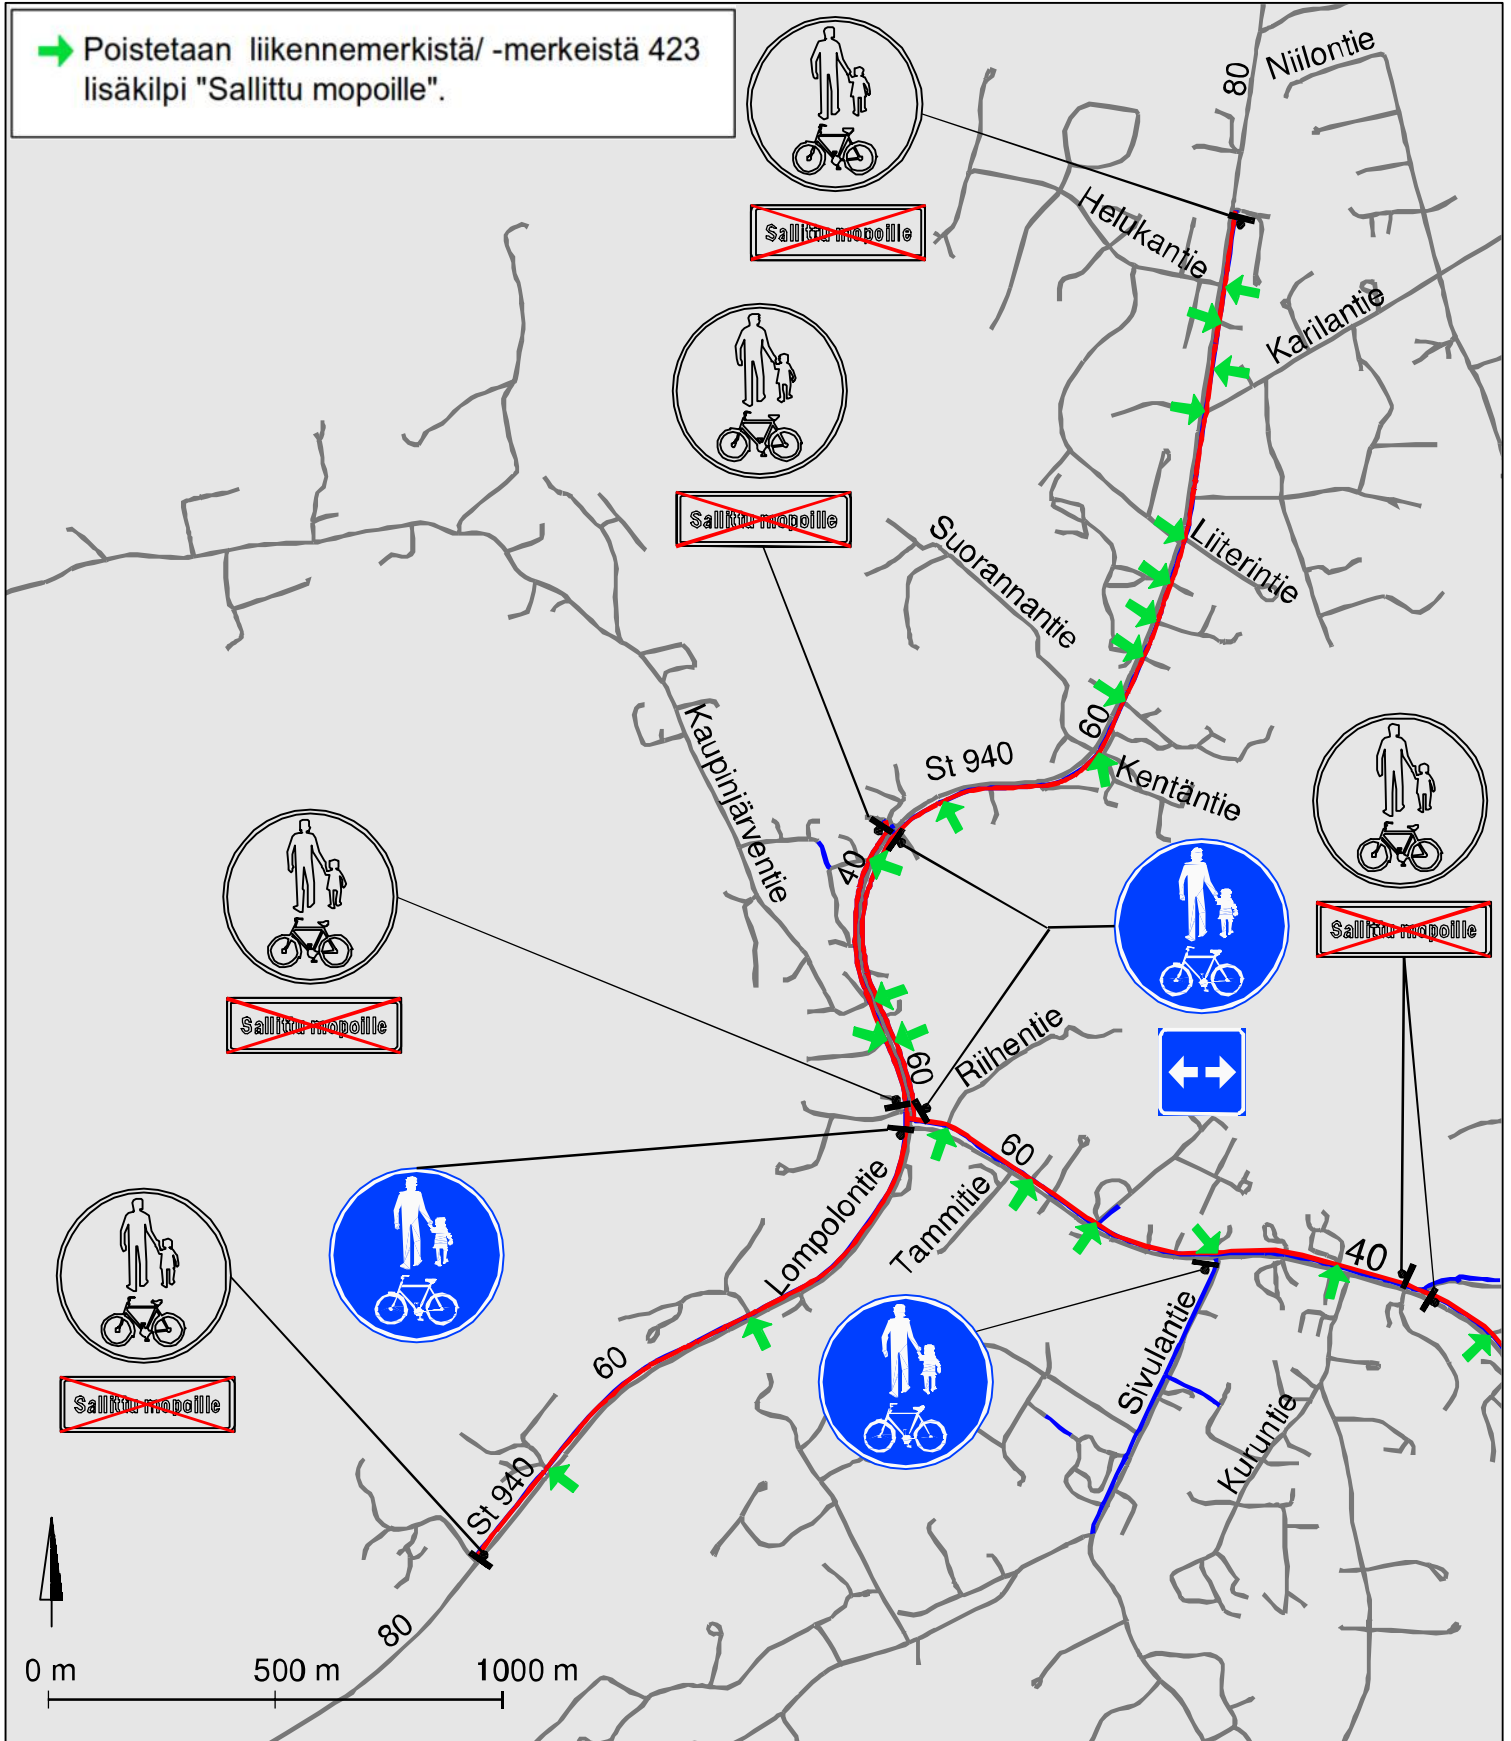 Poistetaan liikennemerkistä/ -merkeistä 423
lisäkilpi "Sallittu mopoille".
80
Niilontie
Sallittu mopoille
Helukantie
Karilantie
Sallittu mopoille
Suorannantie
Liiterintie
60
Kaupinjärventie
St 940
Kentäntie
40
Sallittu mopoille
Sallittu mopoille
60
Riihentie
60
Lompolontie
Tammitie
40
Sivulantie
60
Sallittu mopoille
Kuruntie
St 940
80
0 m 500 m 1000 m